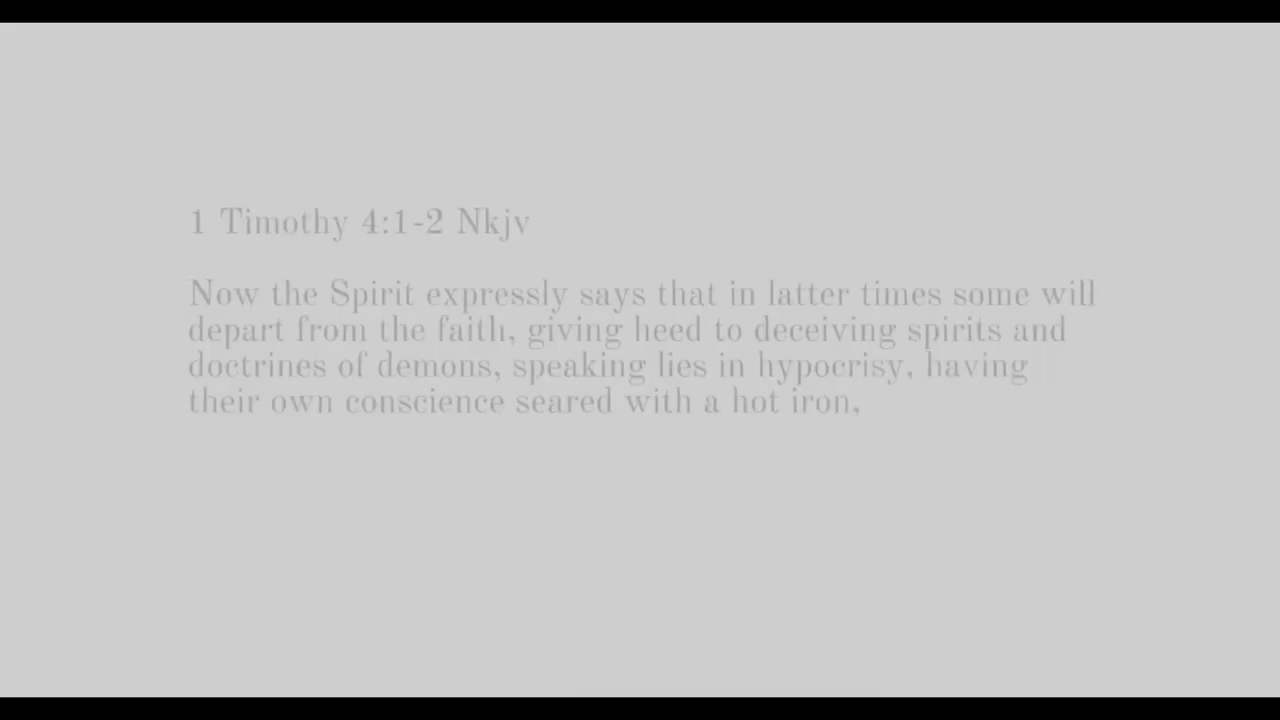 1 Timothy 4:1-2 Nkjv
Now the Spirit expressly says that in latter times some will
depart from the faith, giving heed to deceiving spirits and
doctrines of demons, speaking lies in hypocrisy, having
their own conscience seared with a hot iron,